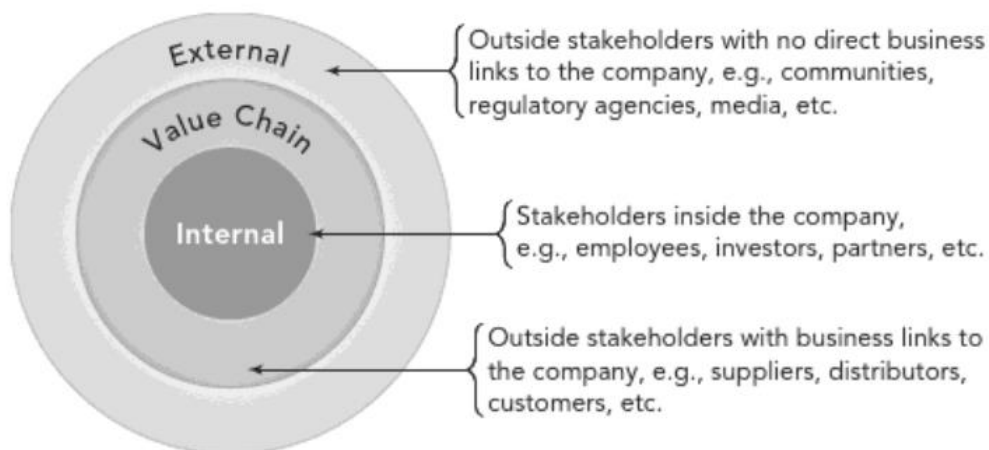 External
Outside stakeholders with no direct business
links to the company, e.g., communities,
regulatory agencies, media, etc.
Value Chain
Internal
Stakeholders inside the company,
e.g., employees, investors, partners, etc.
Outside stakeholders with business links to
the company, e.g., suppliers, distributors,
customers, etc.